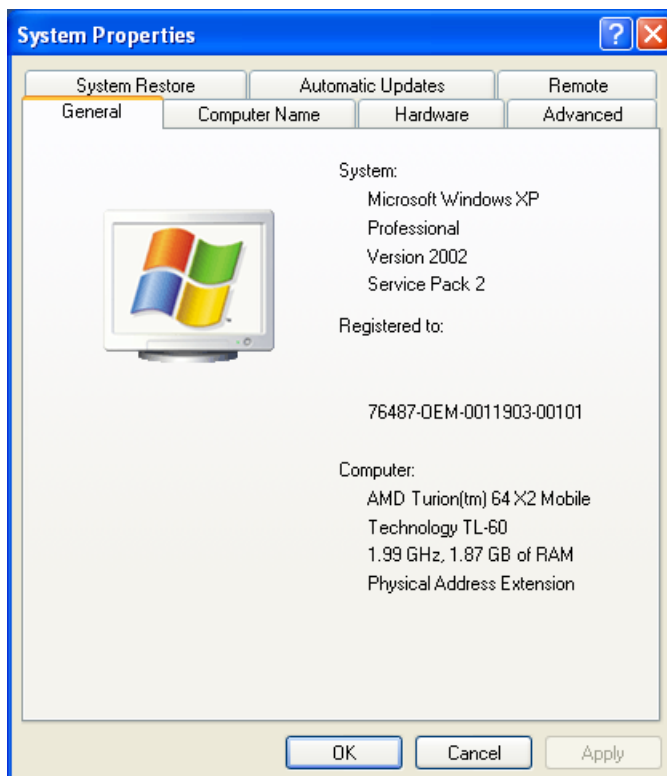 System Properties
?
X
System Restore
Automatic Updates
Remote
General
Computer Name
Hardware
Advanced
System:
Microsoft Windows XP
Professional
Version 2002
Service Pack 2
Registered to:
76487-OEM-0011903-00101
Computer:
AMD Turion(tm) 64 X2 Mobile
Technology TL-60
1.99 GHz, 1.87 GB of RAM
Physical Address Extension
OK
Cancel
Apply